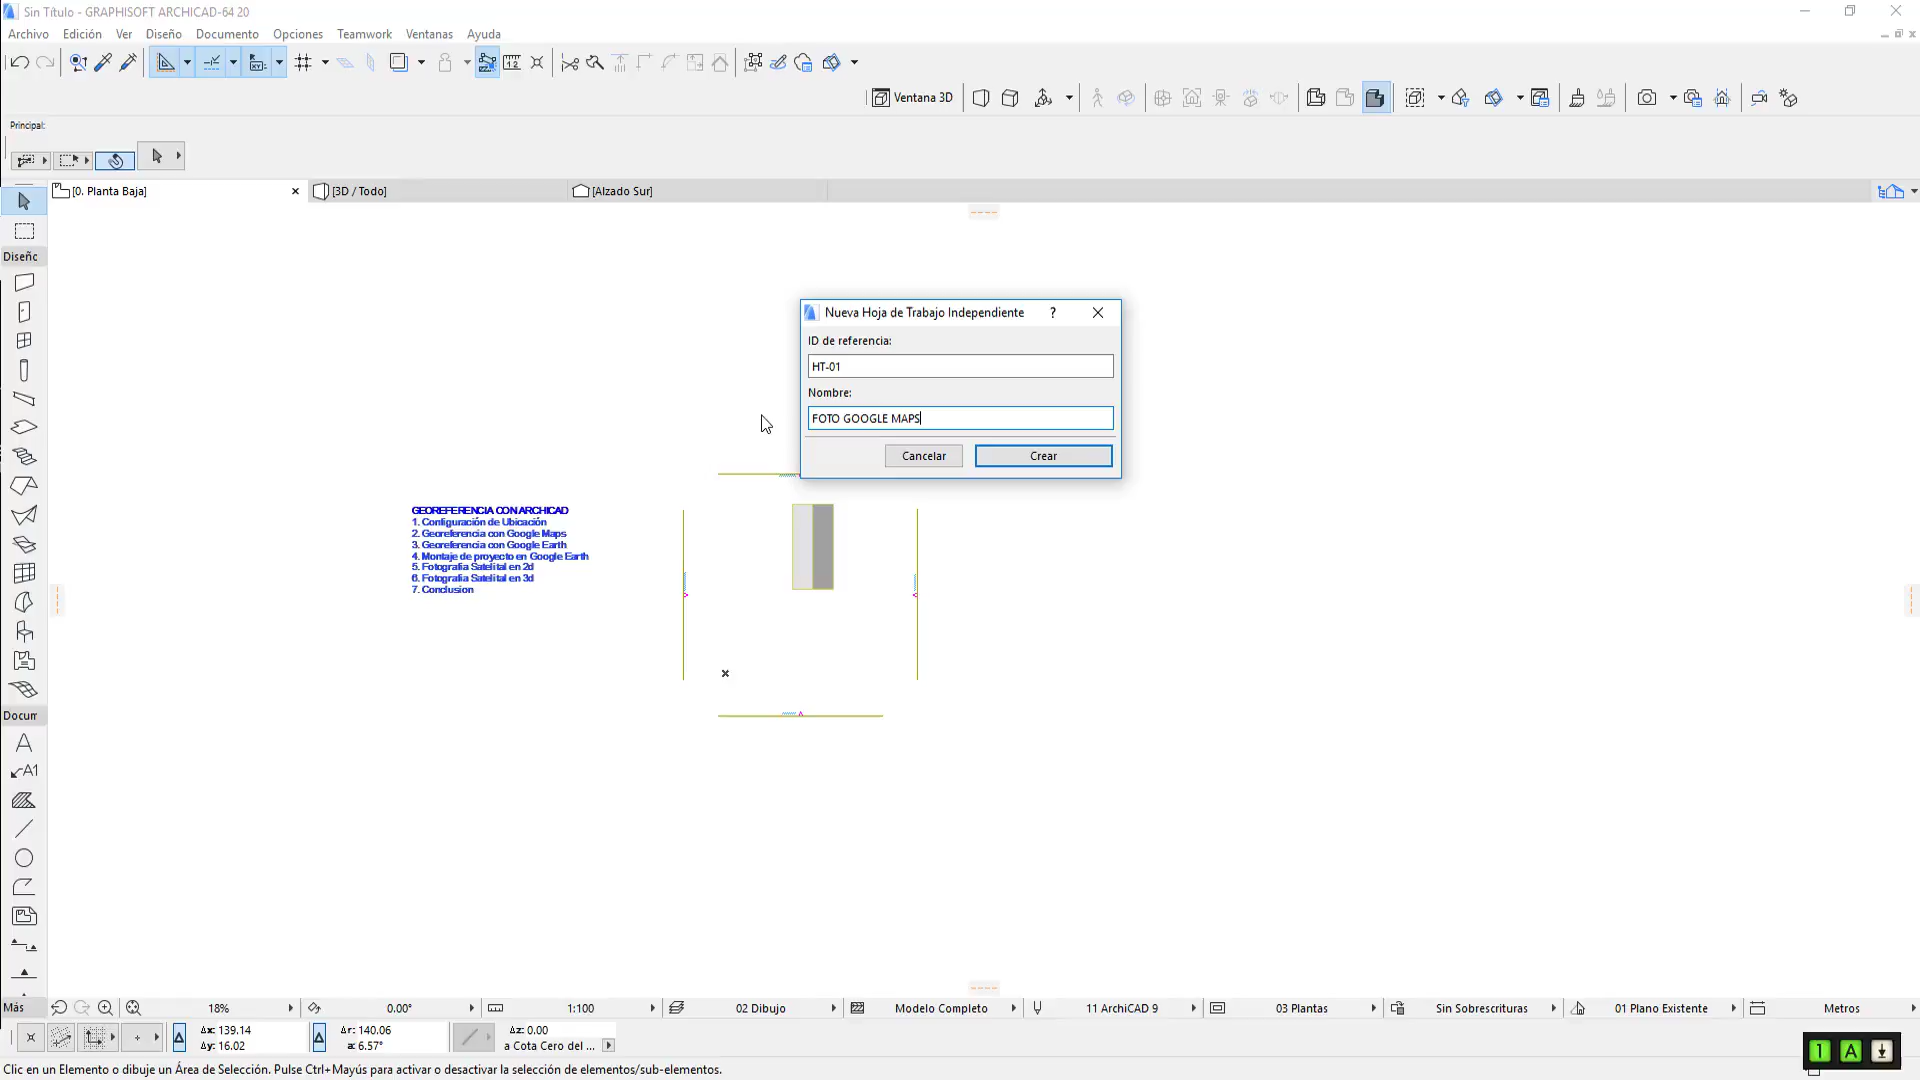 Sin Título - GRAPHISOFT ARCHICAD-64 20
Archivo Edición Ver Diseño Documento Opciones Teamwork Ventanas Ayuda
Ventana 3D
Principal:
[0. Planta Baja] [3D / Todo] [Alzado Sur]
Diseñc
Nueva Hoja de Trabajo Independiente ?
ID de referencia:
HT-01
Nombre:
FOTO GOOGLE MAPS
Cancelar Crear
GEOREFERENCIA CON ARCHICAD
1. Configuración de Ubicación
2. Georeferencia con Google Maps
3. Georeferencia con Google Earth
4. Montaje de proyecto en Google Earth
5. Fotografia Satelital en 2d
6. Fotografia Satelital en 3d
7. Conclusion
Docum
A
A1
Más 18% 0.00° 1:100 02 Dibujo Modelo Completo 11 ArchiCAD 9 03 Plantas Sin Sobrescrituras 01 Plano Existente Metros
Δx: 139.14 Δr: 140.06 Δz: 0.00
Δy: 16.02 a: 6.57° a Cota Cero del ...
1 A
Clic en un Elemento o dibuje un Área de Selección. Pulse Ctrl+Mayús para activar o desactivar la selección de elementos/sub-elementos.